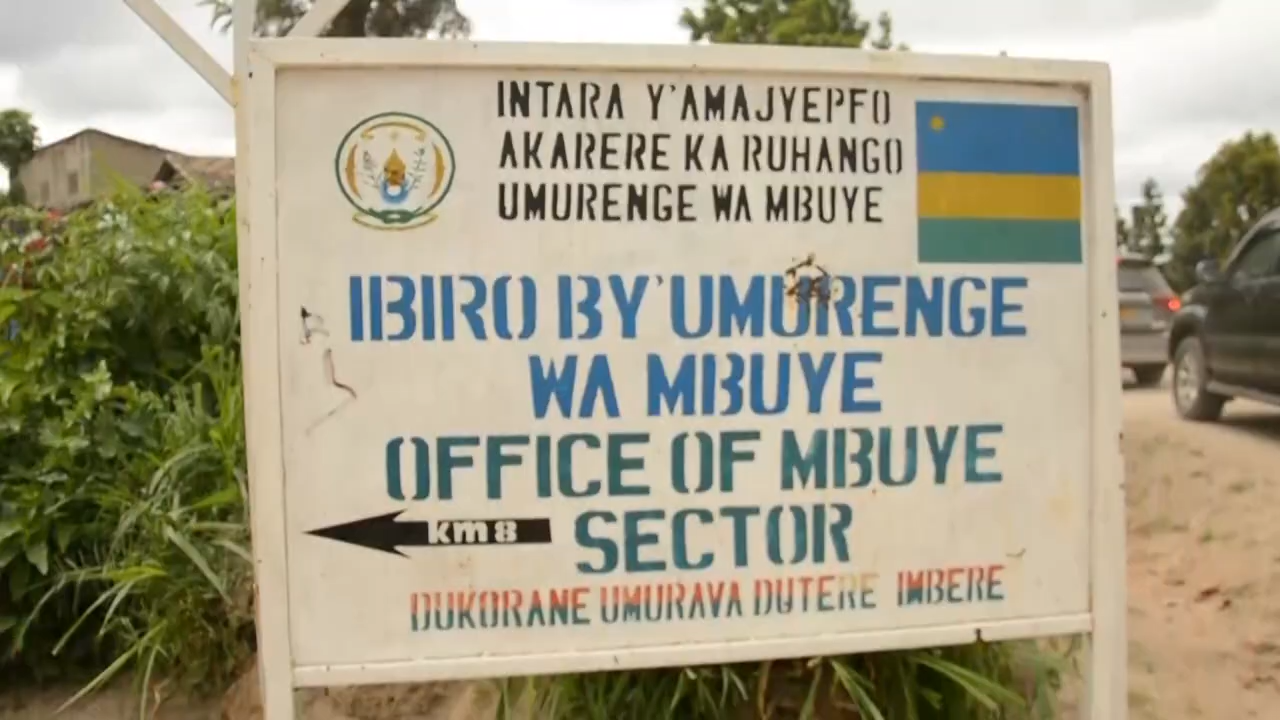 INTARA Y'AMAJYEPFO
AKARERE KA RUHANGO
UMURENGE WA MBUYE
IBIRO BY'UMURENGE
WA MBUYE
OFFICE OF MBUYE
SECTOR
km 8
DUKORANE UMURAVA DUTERE IMBERE